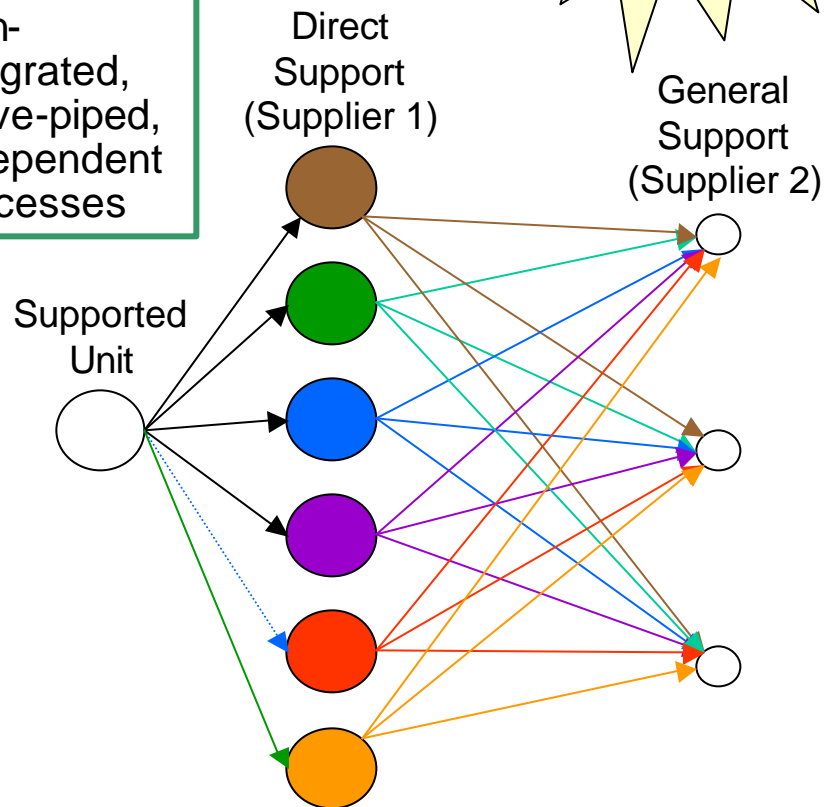 n-
grated,
ve-piped,
ependent
cesses
Direct
Support
(Supplier 1)
General
Support
(Supplier 2)
Supported
Unit